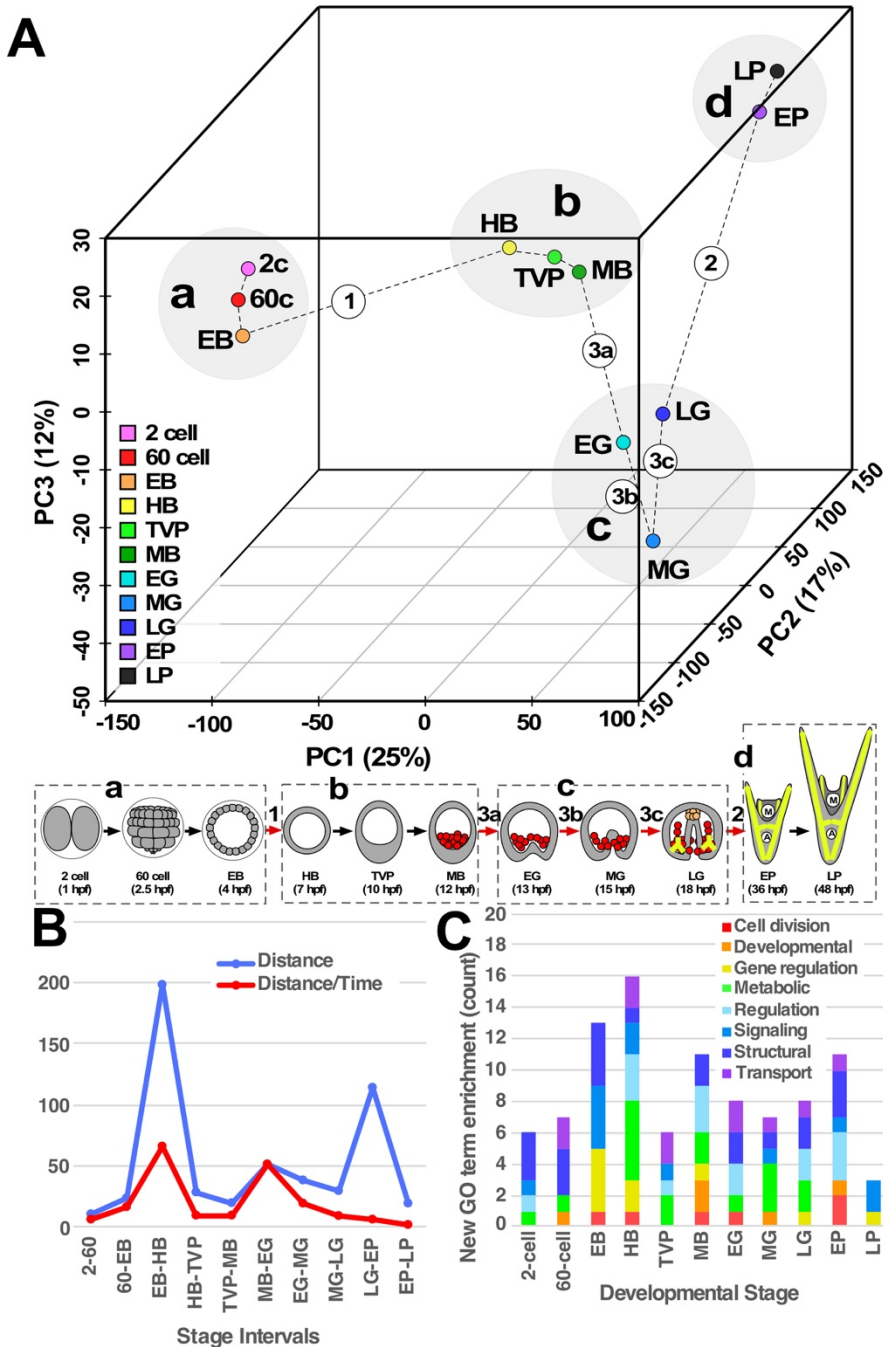 A
LP
d
EP
b
HB
TVP
MB
2
a
2c
60c
EB
1
3a
LG
EG
3c
3b
c
MG
30
20
10
0
-10
-20
-30
-40
-50
PC3 (12%)
2 cell
60 cell
EB
HB
TVP
MB
EG
MG
LG
EP
LP
-150
-100
-50
0
50
100
PC1 (25%)
-150
-100
-50
0
50
100
150
PC2 (17%)
a
b
c
d
1
3a
3b
3c
2
M
A
M
A
2 cell
(1 hpf)
60 cell
(2.5 hpf)
EB
(4 hpf)
HB
(7 hpf)
TVP
(10 hpf)
MB
(12 hpf)
EG
(13 hpf)
MG
(15 hpf)
LG
(18 hpf)
EP
(36 hpf)
LP
(48 hpf)
B
Distance
Distance/Time
200
150
100
50
0
2-60
60-EB
EB-HB
HB-TVP
TVP-MB
MB-EG
EG-MG
MG-LG
LG-EP
EP-LP
Stage Intervals
C
New GO term enrichment (count)
20
18
16
14
12
10
8
6
4
2
0
Cell division
Developmental
Gene regulation
Metabolic
Regulation
Signaling
Structural
Transport
2-cell
60-cell
EB
HB
TVP
MB
EG
MG
LG
EP
LP
Developmental Stage